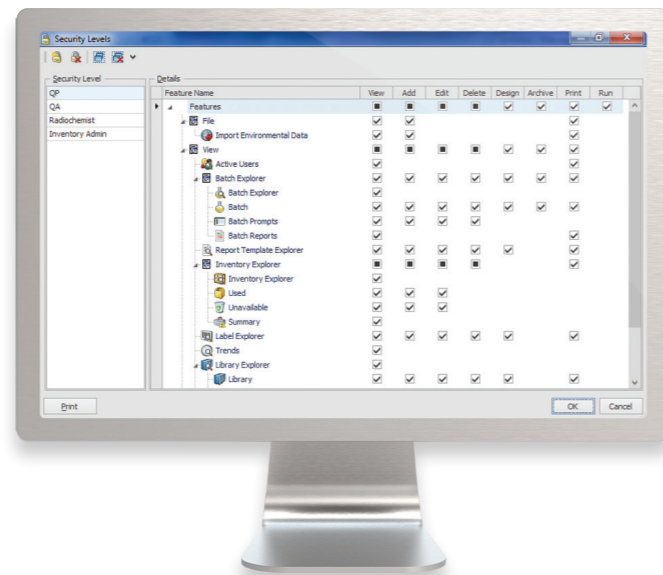 Security Levels
Security Level
Details
QP
QA
Radiochemist
Inventory Admin
Feature Name View Add Edit Delete Design Archive Print Run
Features
File
Import Environmental Data
View
Active Users
Batch Explorer
Batch Explorer
Batch
Batch Prompts
Batch Reports
Report Template Explorer
Inventory Explorer
Inventory Explorer
Used
Unavailable
Summary
Label Explorer
Trends
Library Explorer
Library
Print OK Cancel